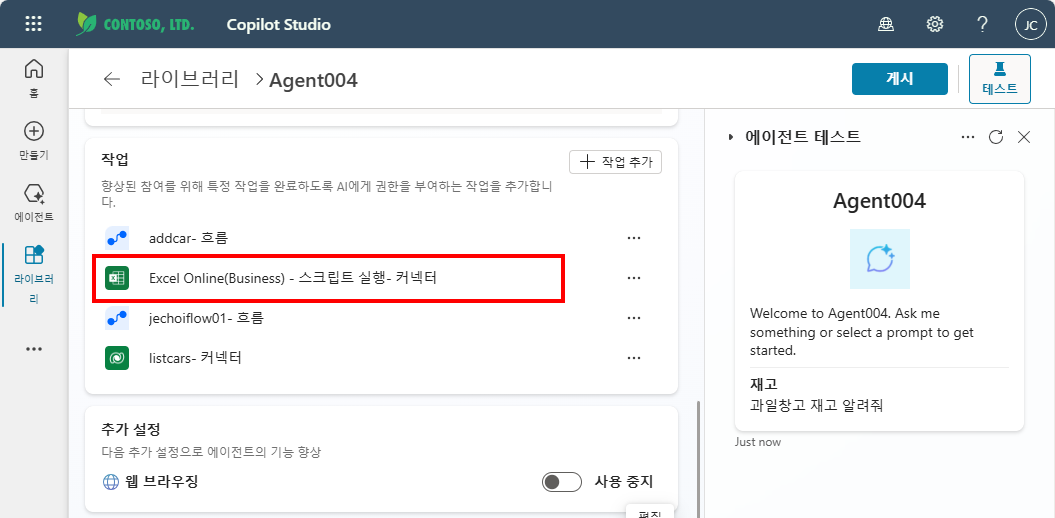 CONTOSO, LTD. Copilot Studio
JC
라이브러리 > Agent004
게시
테스트
홈
만들기
에이전트
라이브러
리
작업
작업 추가
향상된 참여를 위해 특정 작업을 완료하도록 AI에게 권한을 부여하는 작업을 추가합니
다.
addcar- 흐름
Excel Online(Business) - 스크립트 실행- 커넥터
jechoiflow01- 흐름
listcars- 커넥터
추가 설정
다음 추가 설정으로 에이전트의 기능 향상
웹 브라우징
사용 중지
편집
에이전트 테스트
Agent004
Welcome to Agent004. Ask me
something or select a prompt to get
started.
재고
과일창고 재고 알려줘
Just now